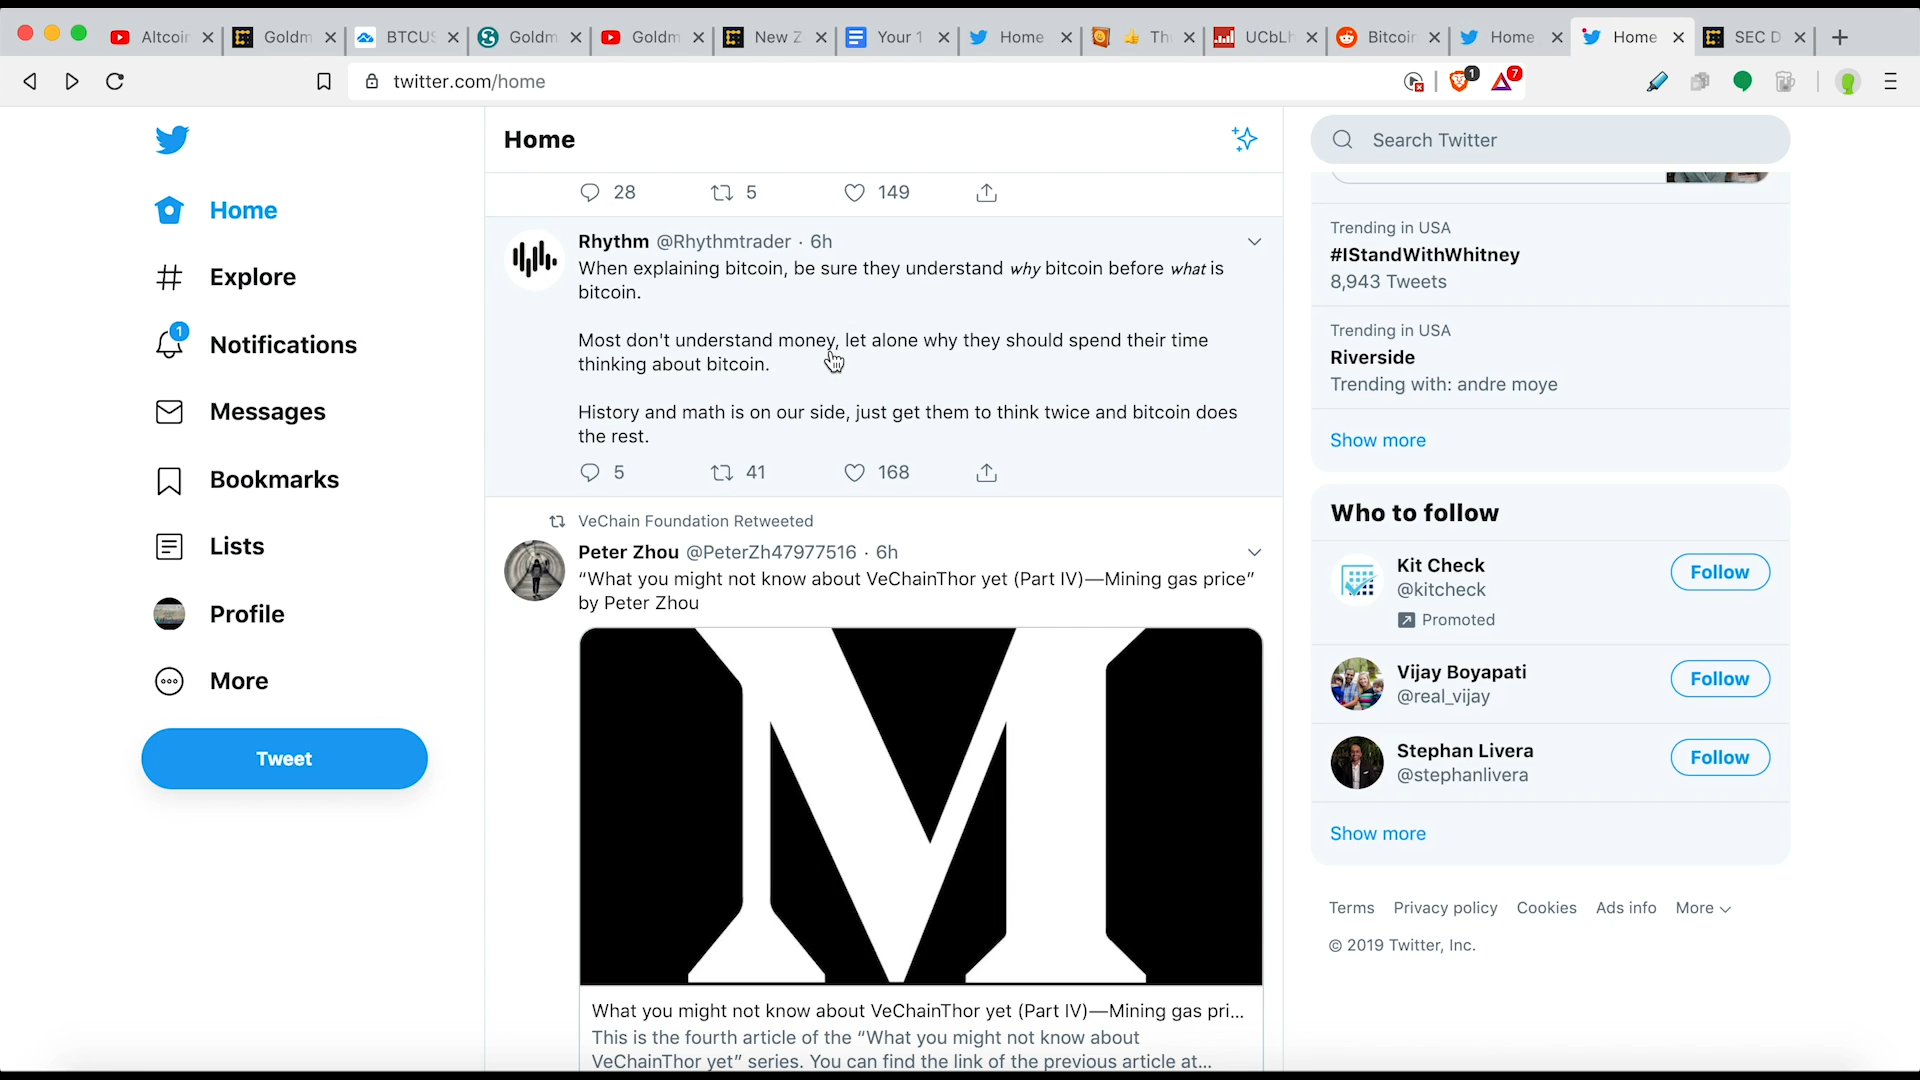 Altcoin
Goldm
BTCUS
Goldm
Goldm
New Z
Your 1
Home
Th
UCbLh
Bitcoin
Home
Home
SEC D
twitter.com/home
1
7
Home
Explore
1
Notifications
Messages
Bookmarks
Lists
Profile
More
Tweet
Home
28 5 149
Rhythm @Rhythmtrader · 6h
When explaining bitcoin, be sure they understand why bitcoin before what is
bitcoin.
Most don't understand money, let alone why they should spend their time
thinking about bitcoin.
History and math is on our side, just get them to think twice and bitcoin does
the rest.
5 41 168
VeChain Foundation Retweeted
Peter Zhou @PeterZh47977516 · 6h
“What you might not know about VeChainThor yet (Part IV)—Mining gas price”
by Peter Zhou
M
What you might not know about VeChainThor yet (Part IV)—Mining gas pri...
This is the fourth article of the “What you might not know about
VeChainThor yet” series. You can find the link of the previous article at...
Search Twitter
Trending in USA
#IStandWithWhitney
8,943 Tweets
Trending in USA
Riverside
Trending with: andre moye
Show more
Who to follow
Kit Check
@kitcheck
Promoted
Follow
Vijay Boyapati
@real_vijay
Follow
Stephan Livera
@stephanlivera
Follow
Show more
Terms Privacy policy Cookies Ads info More
© 2019 Twitter, Inc.